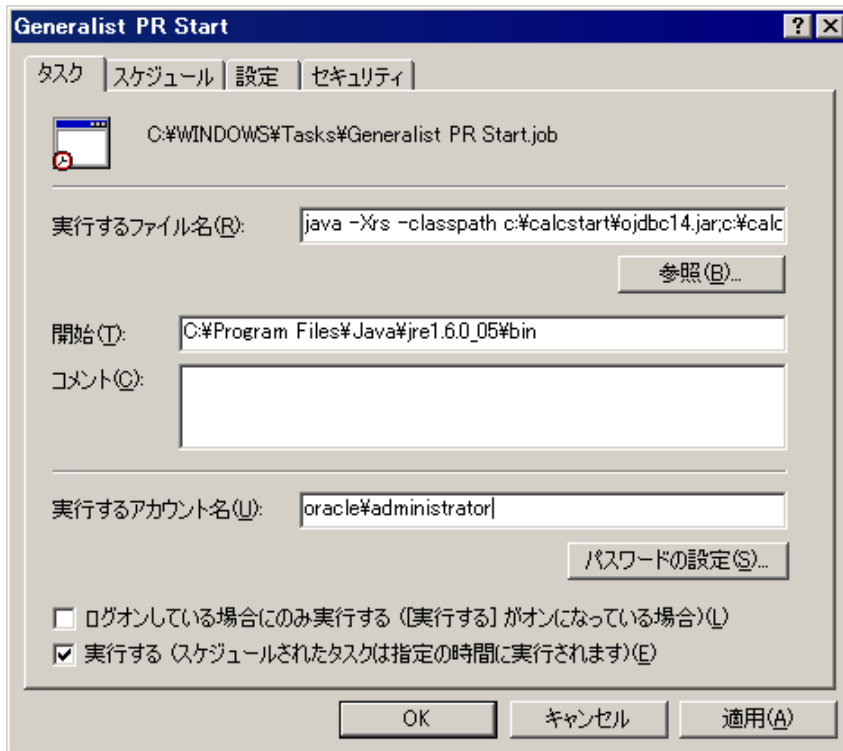 Generalist PR Start
タスク スケジュール 設定 セキュリティ
C:¥WINDOWS¥Tasks¥Generalist PR Start.job
実行するファイル名(R): java -Xrs -classpath c:¥calcstart¥ojdbc14.jar;c:¥calc
参照(B)...
開始(T): C:¥Program Files¥Java¥jre1.6.0_05¥bin
コメント(C):
実行するアカウント名(U): oracle¥administrator
パスワードの設定(S)...
ログオンしている場合にのみ実行する ([実行する] がオンになっている場合)(L)
実行する (スケジュールされたタスクは指定の時間に実行されます)(E)
OK キャンセル 適用(A)